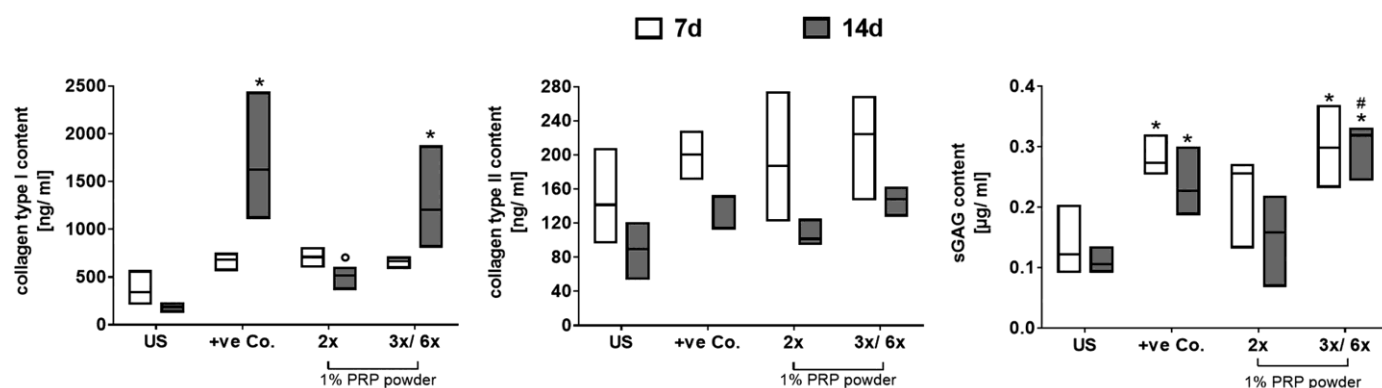 7d 14d
collagen type I content
[ng/ ml]
2500
2000
1500
1000
500
0
*
*
US +ve Co. 2x 3x/ 6x
1% PRP powder
collagen type II content
[ng/ ml]
280
240
200
160
120
80
40
0
US +ve Co. 2x 3x/ 6x
1% PRP powder
sGAG content
[µg/ ml]
0.4
0.3
0.2
0.1
0.0
* * * # *
US +ve Co. 2x 3x/ 6x
1% PRP powder